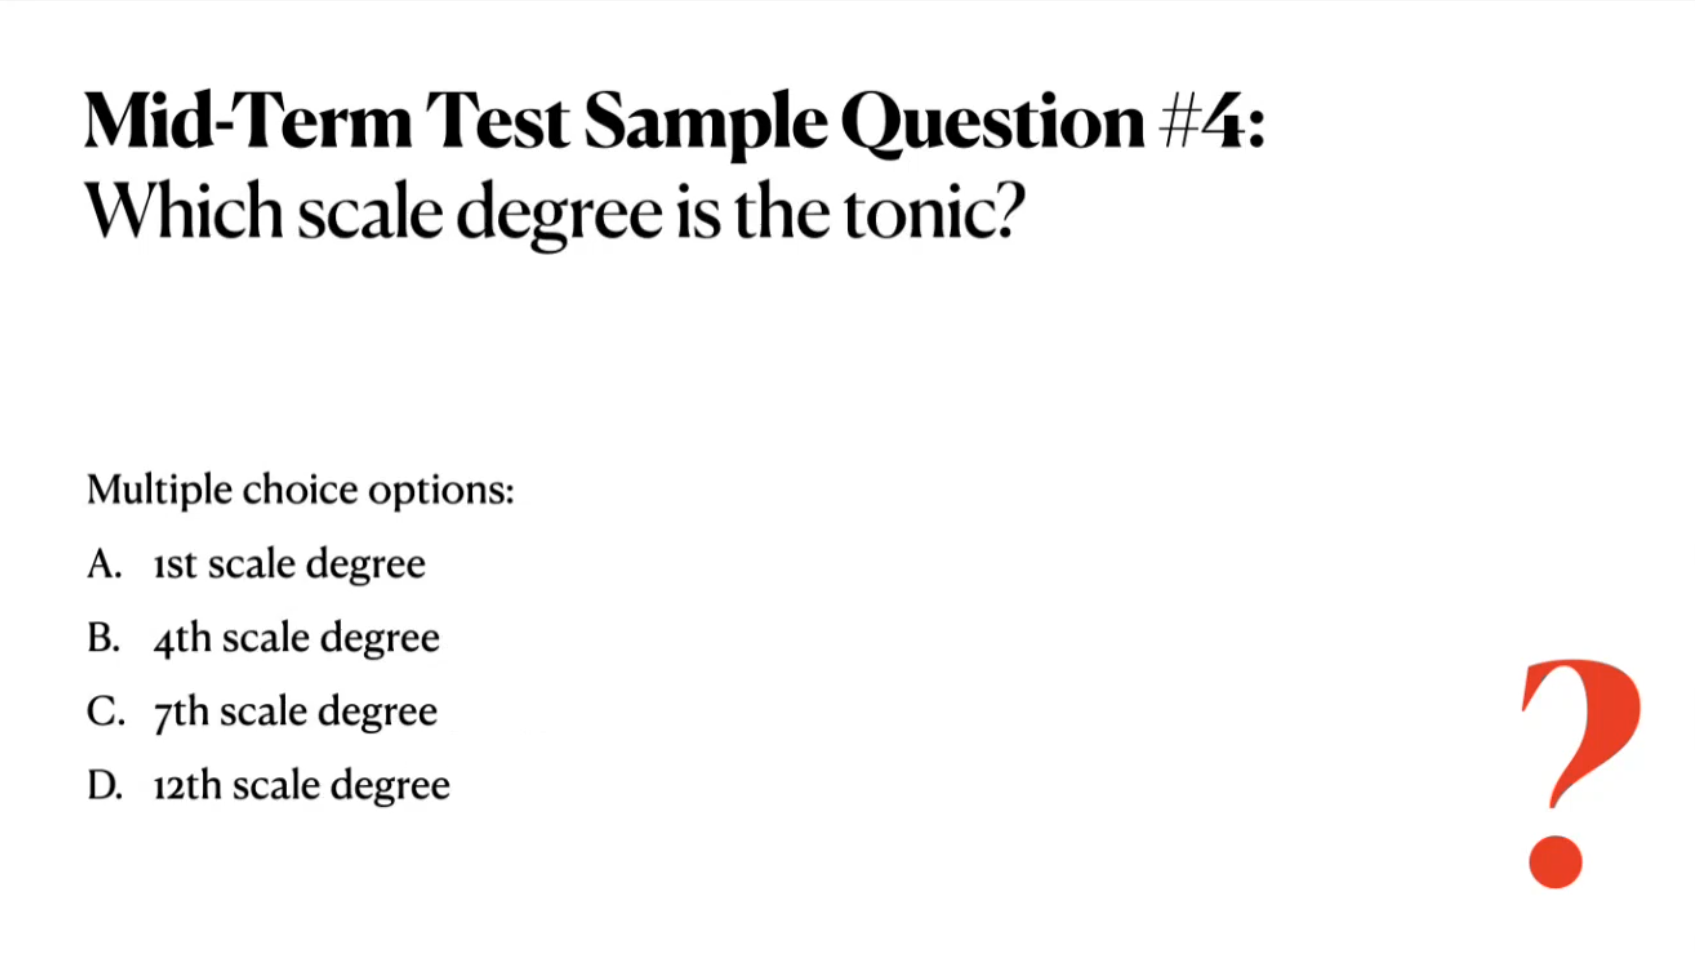 Mid-Term Test Sample Question #4:
Which scale degree is the tonic?
Multiple choice options:
A. 1st scale degree
B. 4th scale degree
C. 7th scale degree
D. 12th scale degree
?